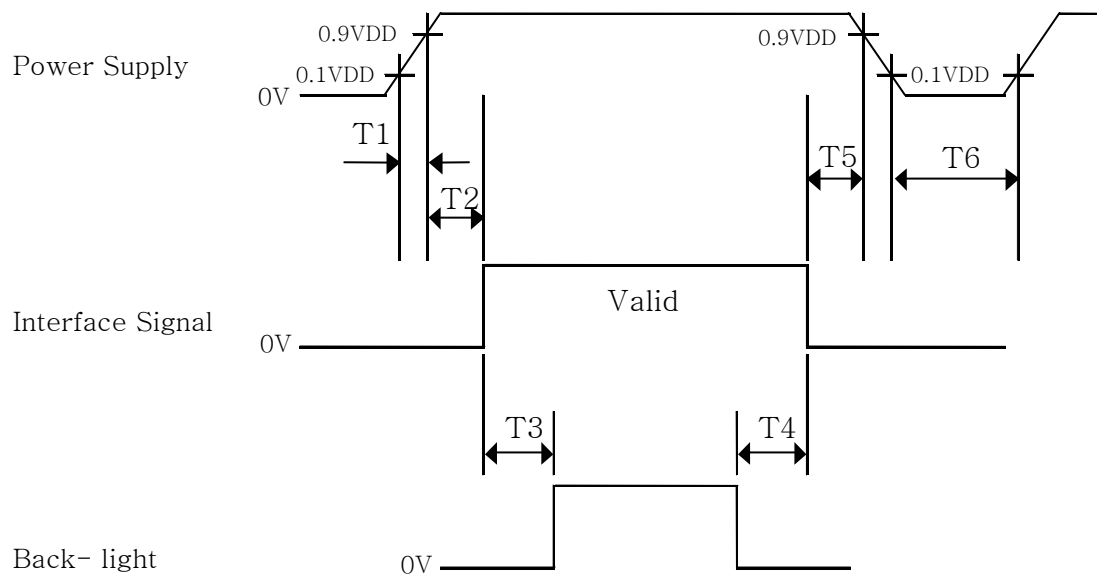 0.9VDD
0.9VDD
Power Supply
0.1VDD
0.1VDD
0V
T1
T5
T6
T2
Valid
Interface Signal
0V
T3
T4
Back- light
0V